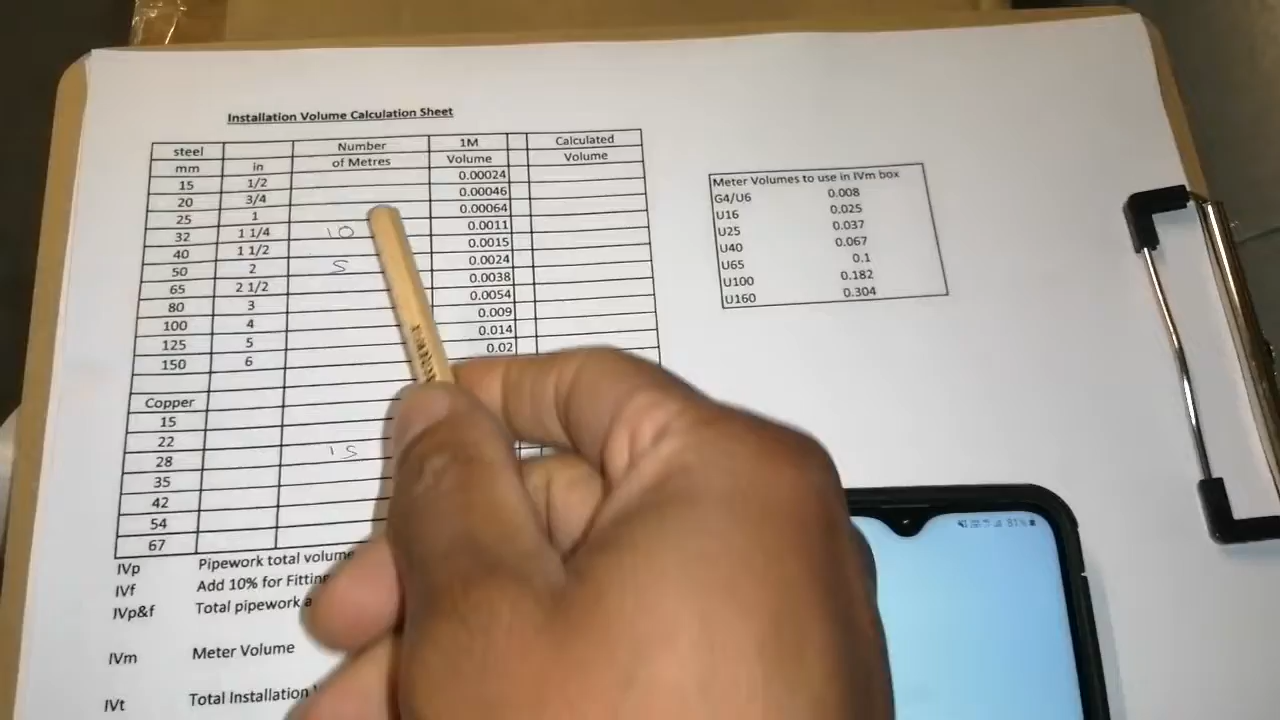 Installation Volume Calculation Sheet
steel Number 1M Calculated
mm in of Metres Volume Volume
15 1/2 0.00024
20 3/4 0.00046
25 1 0.00064
32 1 1/4 10 0.0011
40 1 1/2 0.0015
50 2 5 0.0024
65 2 1/2 0.0038
80 3 0.0054
100 4 0.009
125 5 0.014
150 6 0.02
Copper
15
22
28 15
35
42
54
67
IVp Pipework total volume
IVf Add 10% for Fitting
IVp&f Total pipework
IVm Meter Volume
IVt Total Installation
Meter Volumes to use in IVm box
G4/U6 0.008
U16 0.025
U25 0.037
U40 0.067
U65 0.1
U100 0.182
U160 0.304
81%